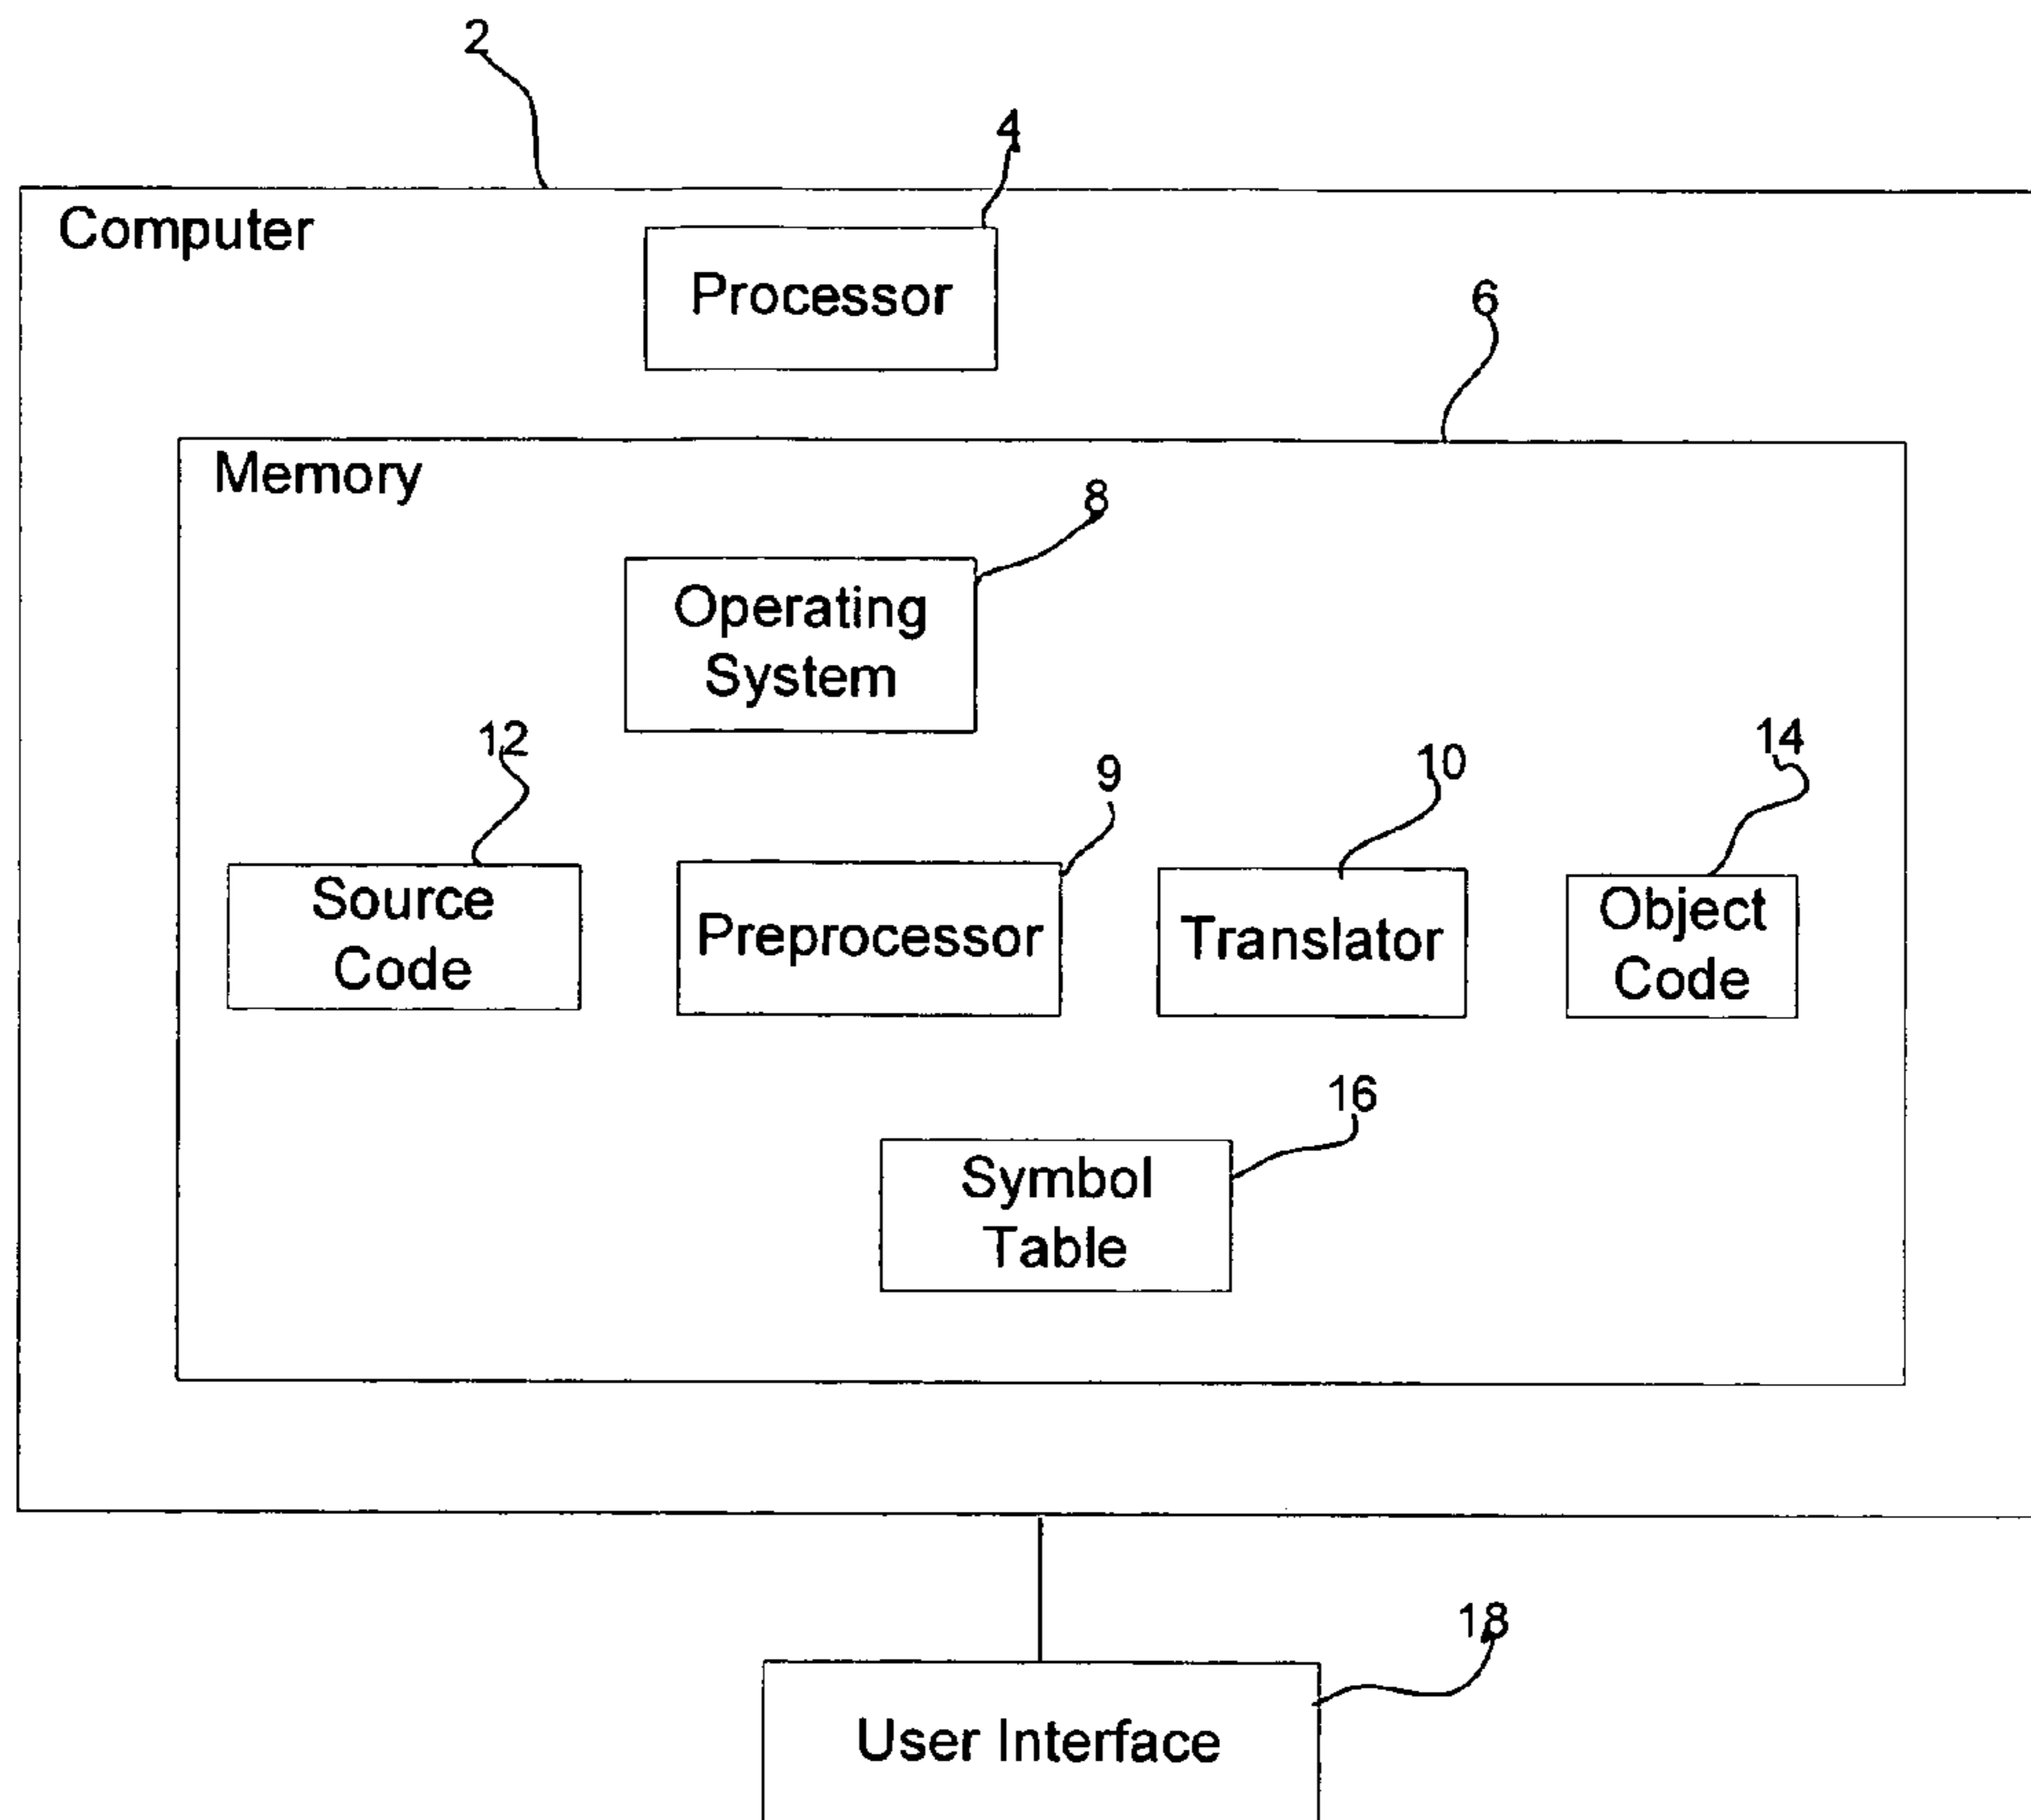 2
4
Computer
Processor
6
Memory
8
Operating
System
12
9
10
14
Source
Code
Preprocessor
Translator
Object
Code
16
Symbol
Table
18
User Interface